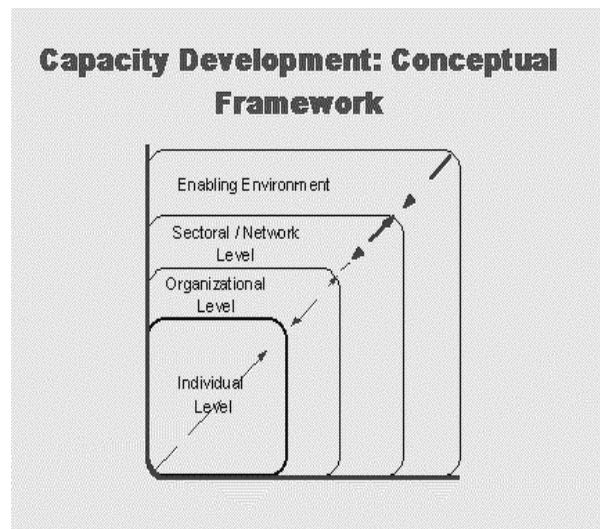 Capacity Development: Conceptual
Framework
Enabling Environment
Sectoral / Network
Level
Organizational
Level
Individual
Level